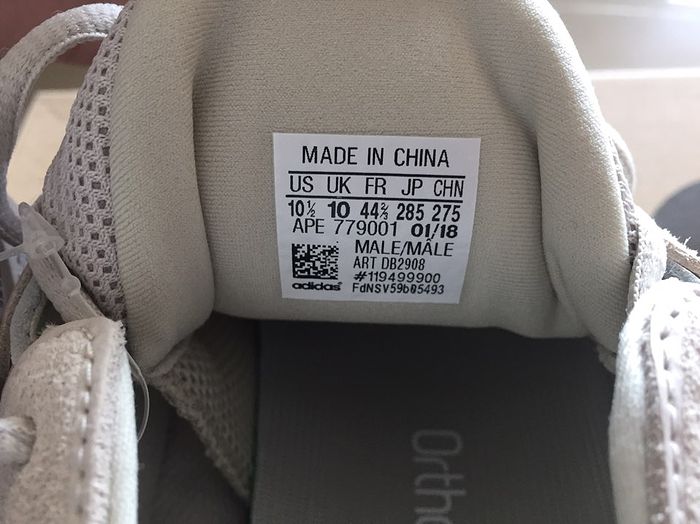 MADE IN CHINA
US UK FR JP CHN
10½ 10 44⅔ 285 275
APE 779001 01/18
MALE/MÂLE
ART DB2908
#119499900
adidas® FdNSV59b05493
Ortho